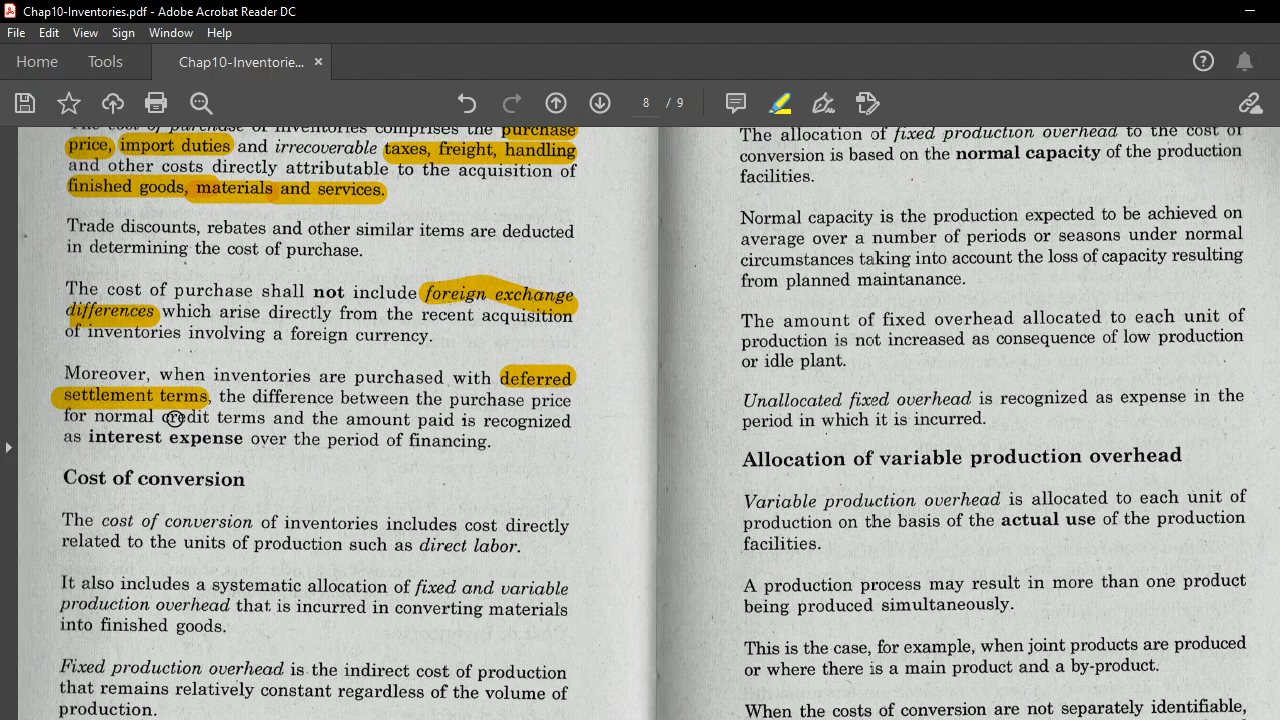 Chap10-Inventories.pdf - Adobe Acrobat Reader DC
File Edit View Sign Window Help
Home Tools Chap10-Inventorie... ×
8 / 9
The cost of purchase of inventories comprises the purchase
price, import duties and irrecoverable taxes, freight, handling
and other costs directly attributable to the acquisition of
finished goods, materials and services.
Trade discounts, rebates and other similar items are deducted
in determining the cost of purchase.
The cost of purchase shall not include foreign exchange
differences which arise directly from the recent acquisition
of inventories involving a foreign currency.
Moreover, when inventories are purchased with deferred
settlement terms, the difference between the purchase price
for normal credit terms and the amount paid is recognized
as interest expense over the period of financing.
Cost of conversion
The cost of conversion of inventories includes cost directly
related to the units of production such as direct labor.
It also includes a systematic allocation of fixed and variable
production overhead that is incurred in converting materials
into finished goods.
Fixed production overhead is the indirect cost of production
that remains relatively constant regardless of the volume of
production.
The allocation of fixed production overhead to the cost of
conversion is based on the normal capacity of the production
facilities.
Normal capacity is the production expected to be achieved on
average over a number of periods or seasons under normal
circumstances taking into account the loss of capacity resulting
from planned maintanance.
The amount of fixed overhead allocated to each unit of
production is not increased as consequence of low production
or idle plant.
Unallocated fixed overhead is recognized as expense in the
period in which it is incurred.
Allocation of variable production overhead
Variable production overhead is allocated to each unit of
production on the basis of the actual use of the production
facilities.
A production process may result in more than one product
being produced simultaneously.
This is the case, for example, when joint products are produced
or where there is a main product and a by-product.
When the costs of conversion are not separately identifiable,